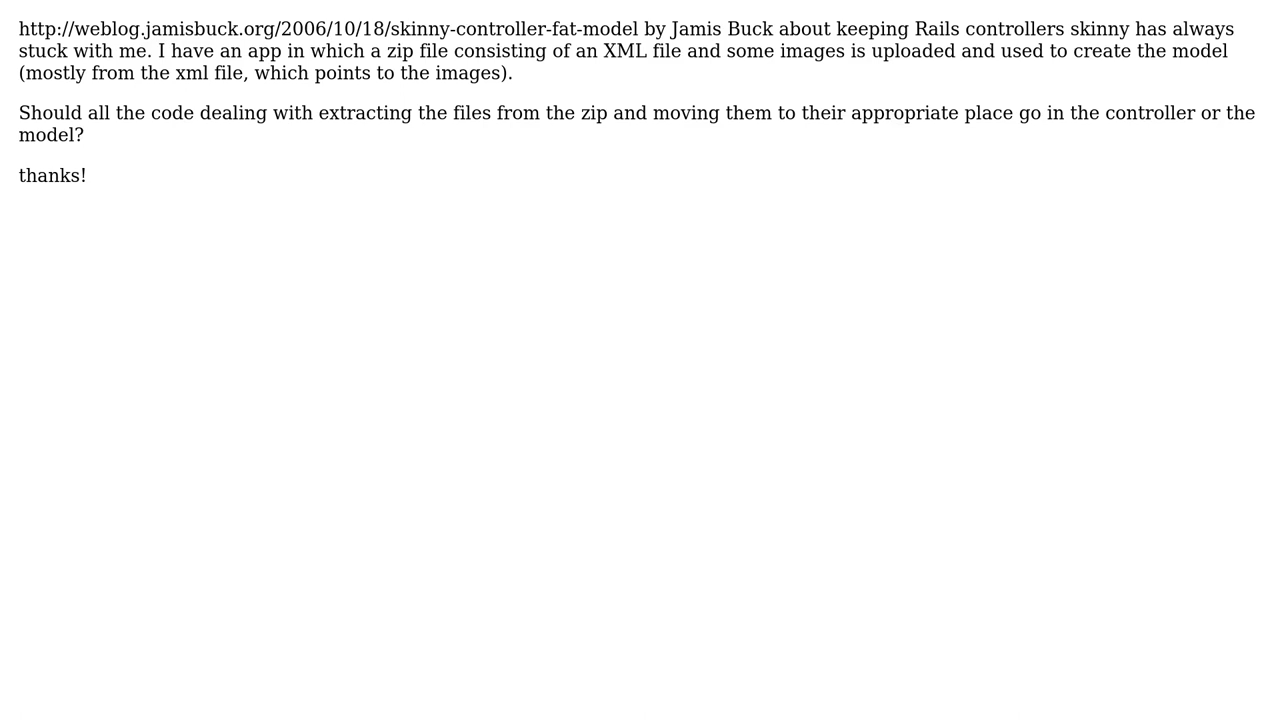 http://weblog.jamisbuck.org/2006/10/18/skinny-controller-fat-model by Jamis Buck about keeping Rails controllers skinny has always
stuck with me. I have an app in which a zip file consisting of an XML file and some images is uploaded and used to create the model
(mostly from the xml file, which points to the images).
Should all the code dealing with extracting the files from the zip and moving them to their appropriate place go in the controller or the
model?
thanks!